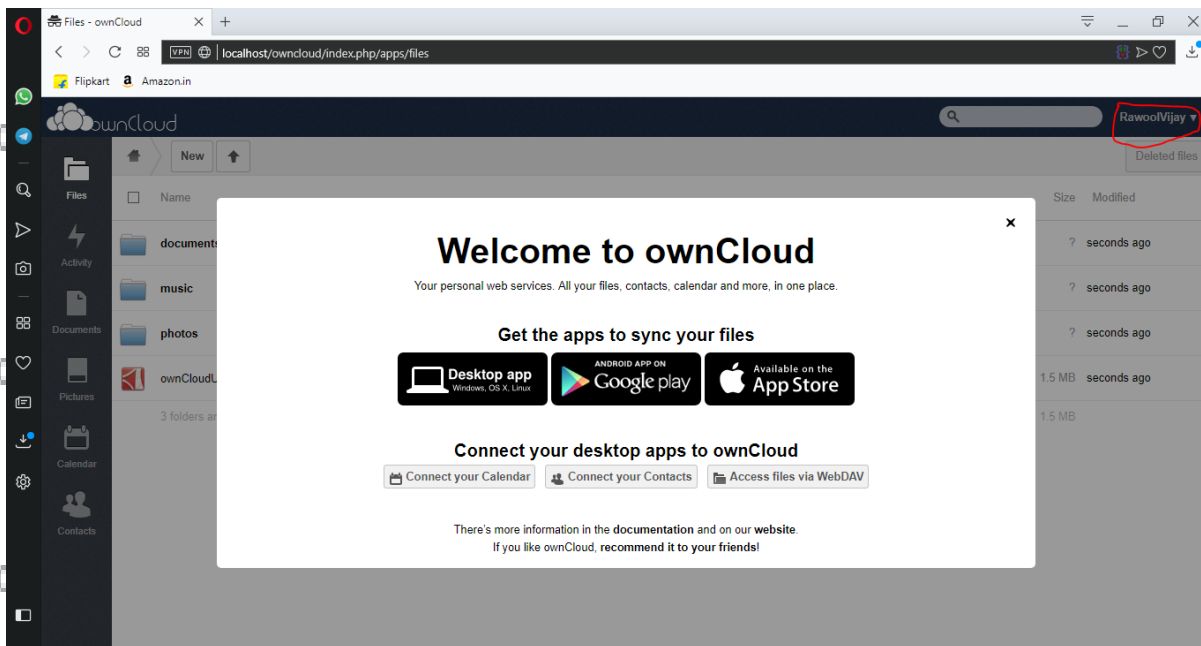 Files - ownCloud
VPN localhost/owncloud/index.php/apps/files
Flipkart a Amazon.in
ownCloud RawoolVijay
New Deleted files
Files Name Size Modified
Activity documents ? seconds ago
music ? seconds ago
Documents photos ? seconds ago
Pictures ownCloudU 1.5 MB seconds ago
3 folders an 1.5 MB
Calendar
Contacts
Welcome to ownCloud
Your personal web services. All your files, contacts, calendar and more, in one place.
Get the apps to sync your files
Desktop app
Windows, OS X, Linux
ANDROID APP ON
Google play
Available on the
App Store
Connect your desktop apps to ownCloud
Connect your Calendar Connect your Contacts Access files via WebDAV
There's more information in the documentation and on our website.
If you like ownCloud, recommend it to your friends!